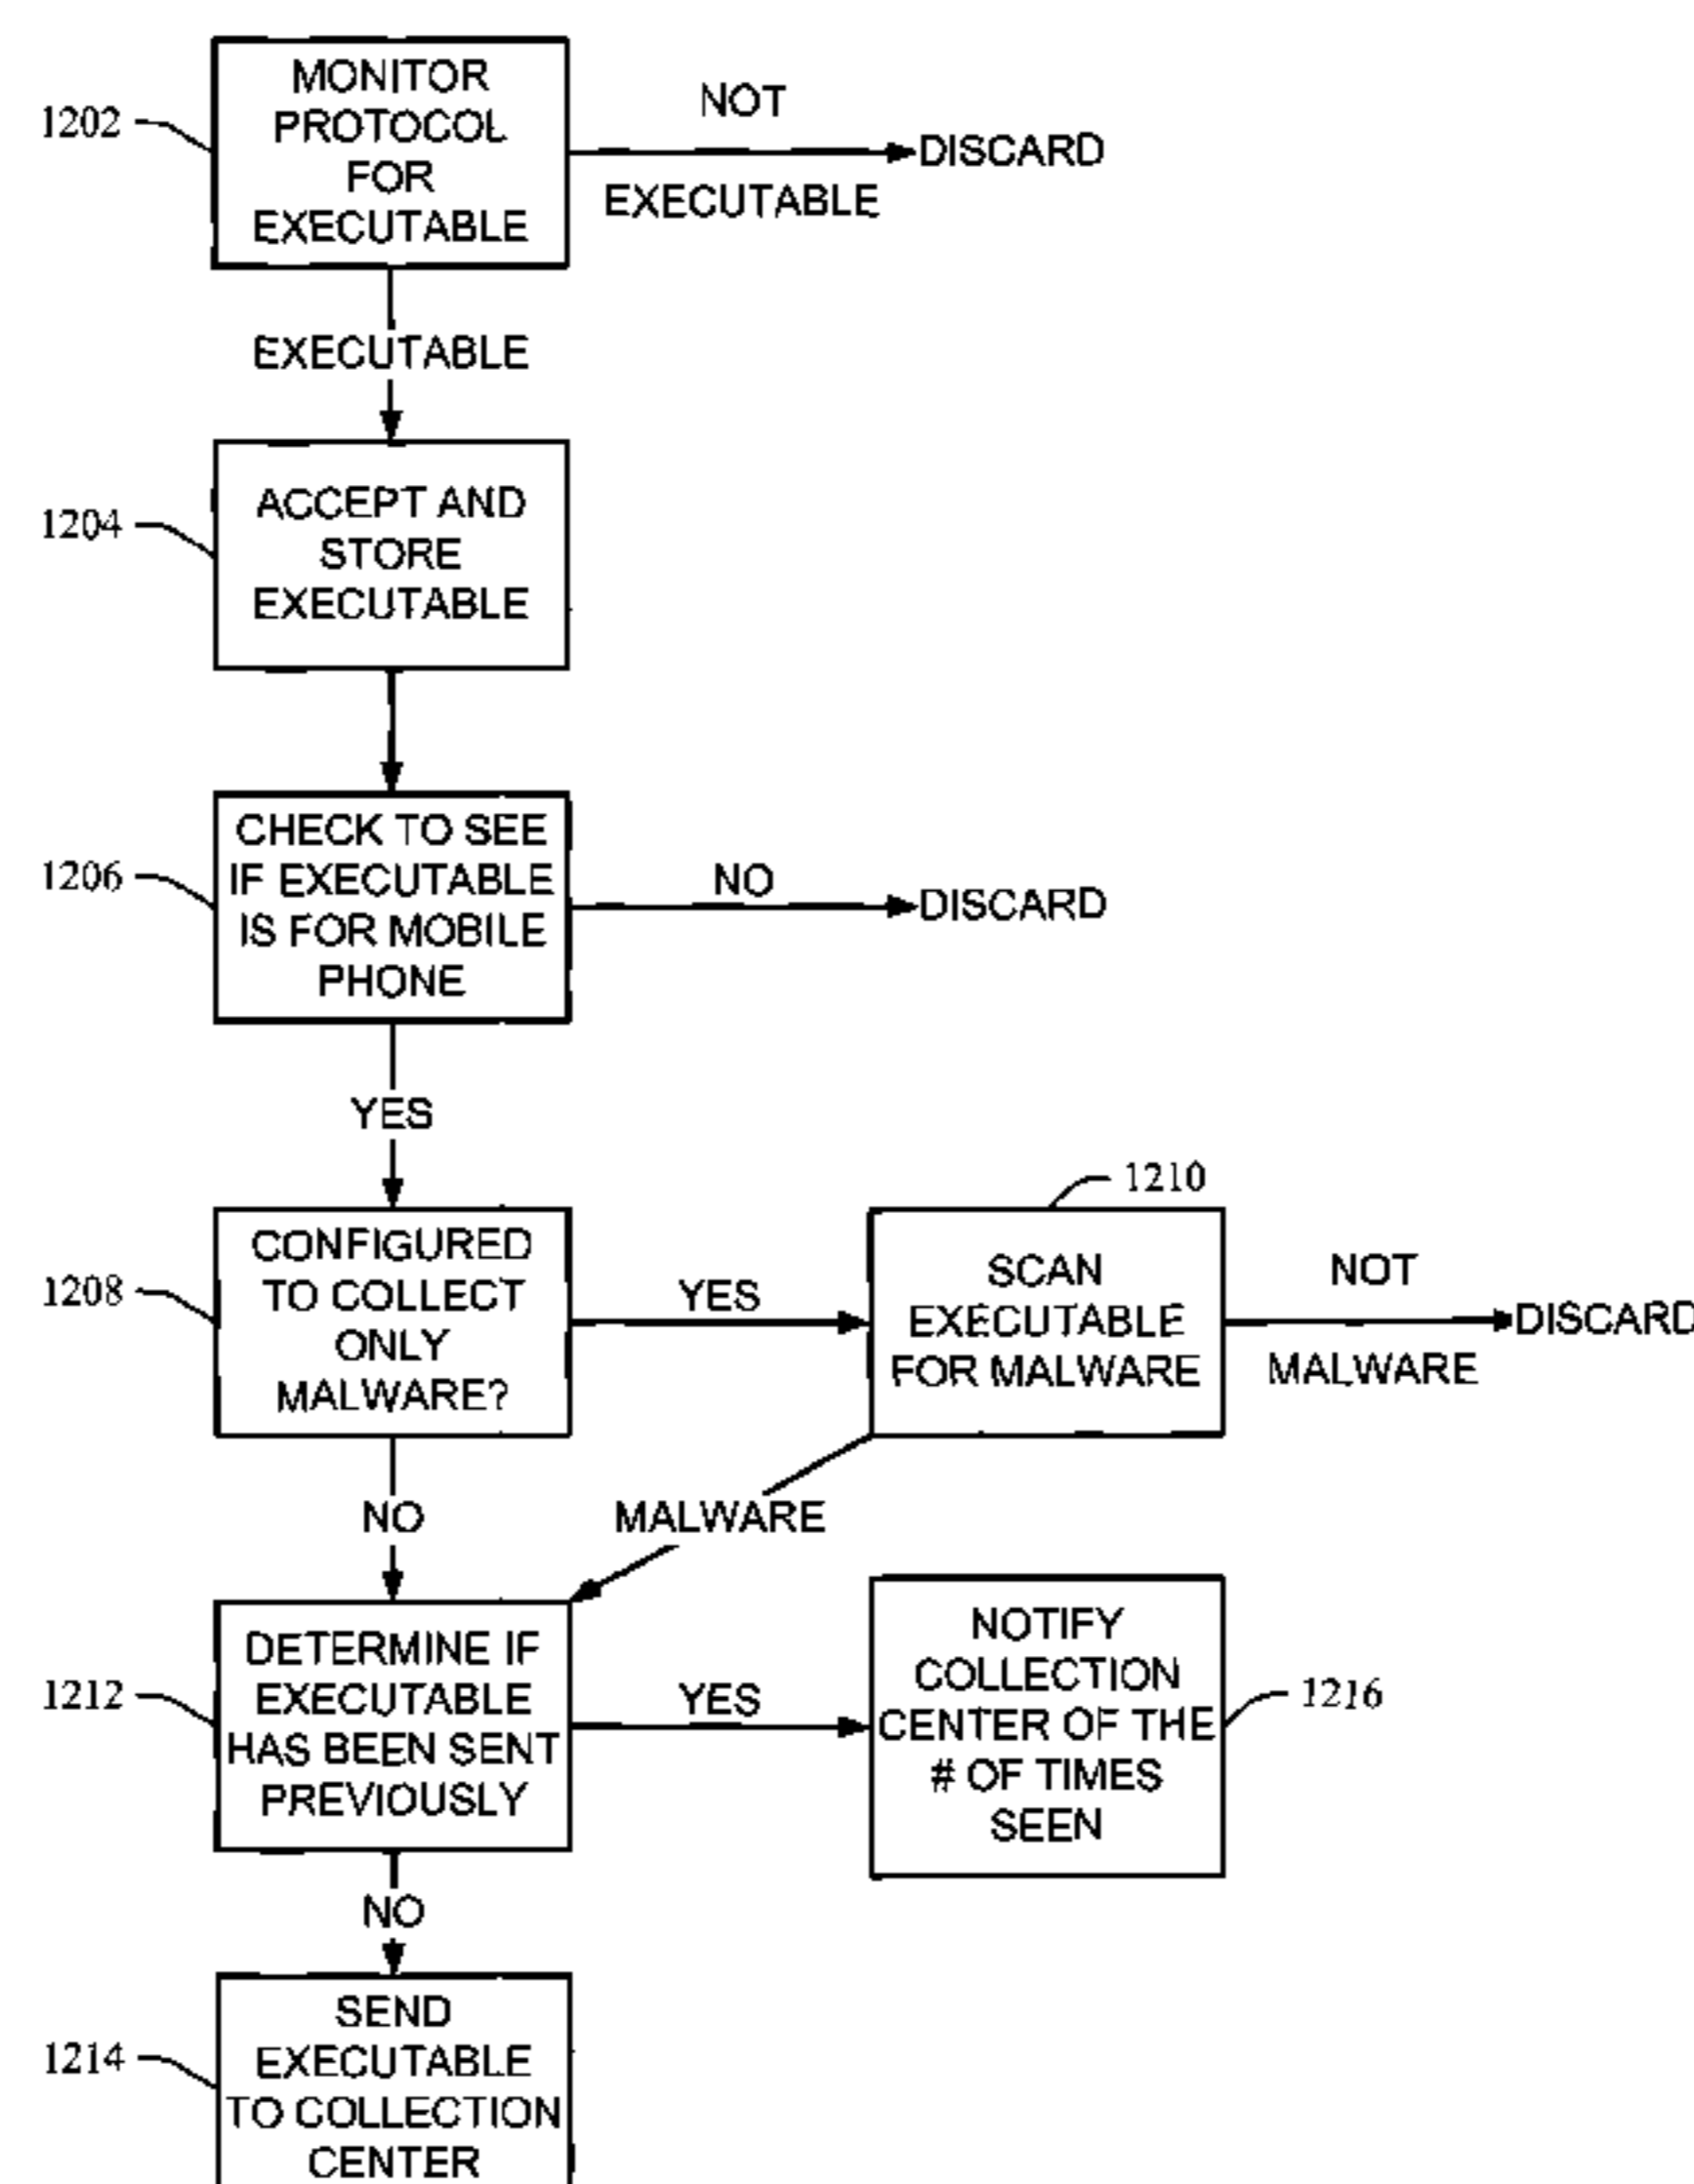 MONITOR
PROTOCOL
FOR
EXECUTABLE
1202
NOT
EXECUTABLE
DISCARD
EXECUTABLE
ACCEPT AND
STORE
EXECUTABLE
1204
CHECK TO SEE
IF EXECUTABLE
IS FOR MOBILE
PHONE
1206
NO
DISCARD
YES
CONFIGURED
TO COLLECT
ONLY
MALWARE?
1208
YES
1210
SCAN
EXECUTABLE
FOR MALWARE
NOT
MALWARE
DISCARD
NO
MALWARE
DETERMINE IF
EXECUTABLE
HAS BEEN SENT
PREVIOUSLY
1212
YES
NOTIFY
COLLECTION
CENTER OF THE
# OF TIMES
SEEN
1216
NO
SEND
EXECUTABLE
TO COLLECTION
CENTER
1214